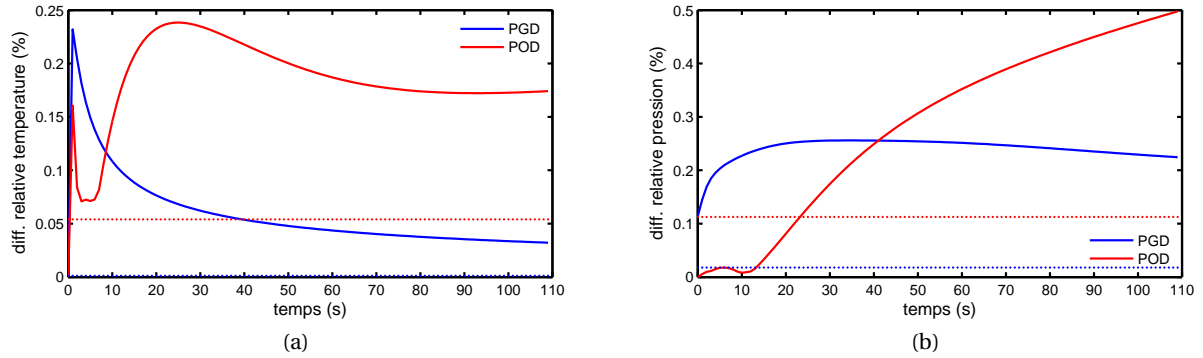 diff. relative temperature (%)
0.25
0.2
0.15
0.1
0.05
0
0 10 20 30 40 50 60 70 80 90 100 110
temps (s)
PGD
POD
(a)
diff. relative pression (%)
0.5
0.4
0.3
0.2
0.1
0
0 10 20 30 40 50 60 70 80 90 100 110
temps (s)
PGD
POD
(b)